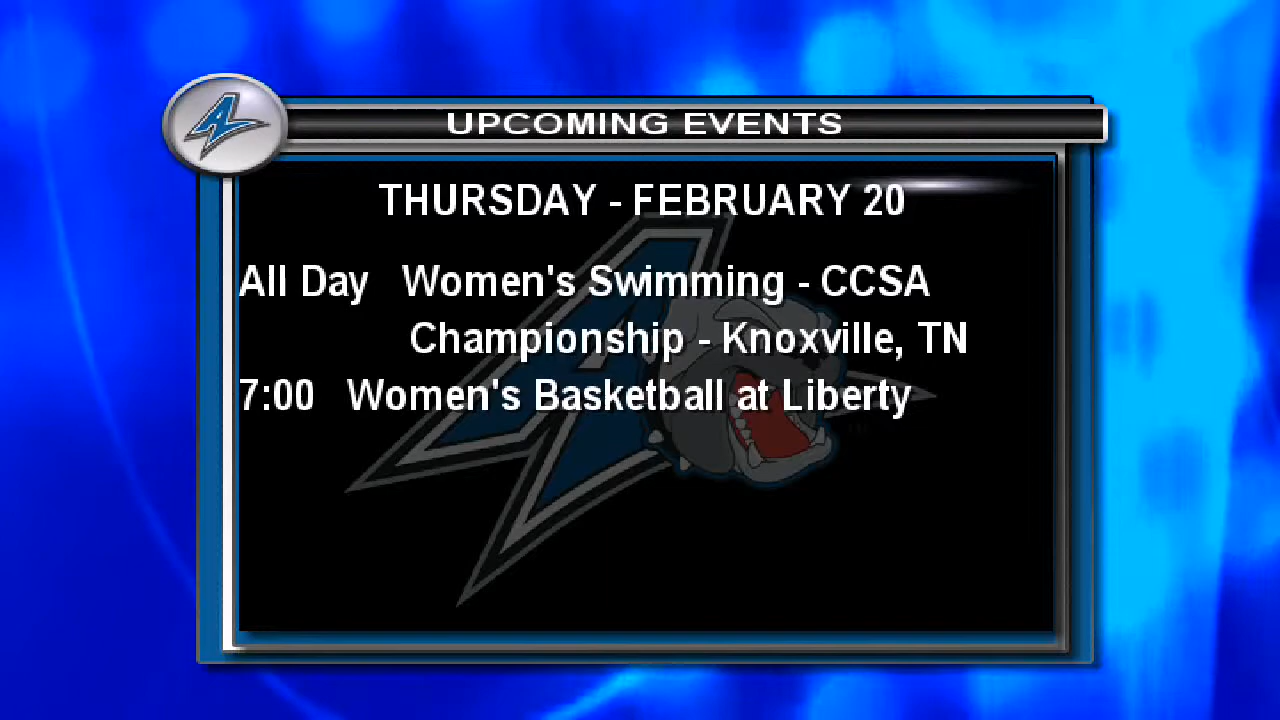 UPCOMING EVENTS
THURSDAY - FEBRUARY 20
All Day Women's Swimming - CCSA
Championship - Knoxville, TN
7:00 Women's Basketball at Liberty